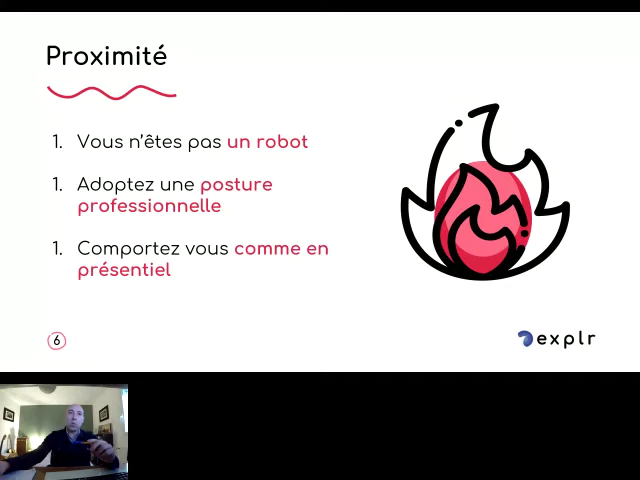 Proximité
1. Vous n'êtes pas un robot
1. Adoptez une posture
professionnelle
1. Comportez vous comme en
présentiel
6
explr